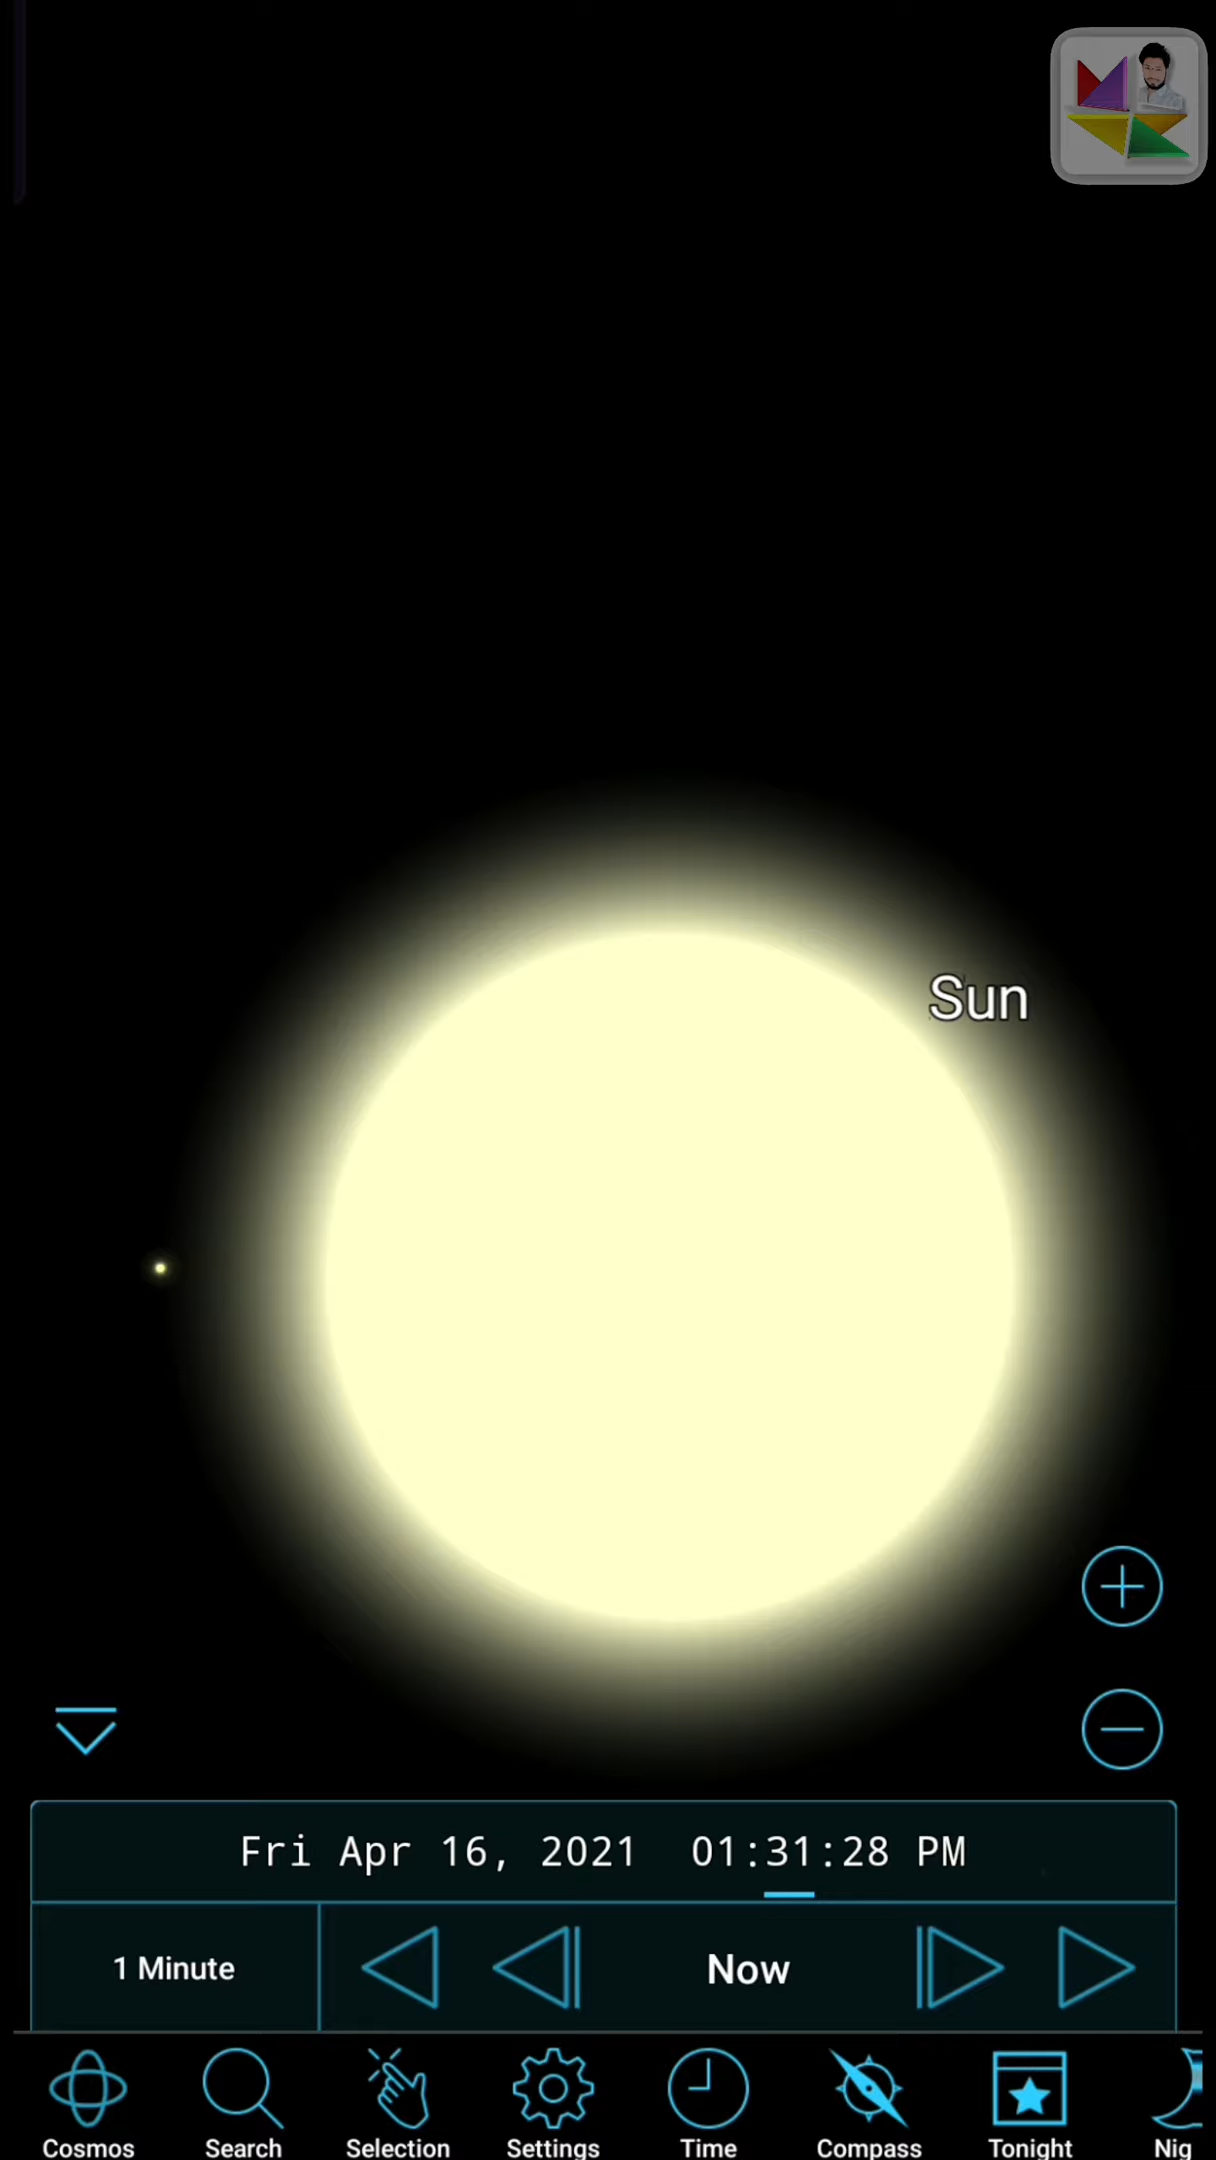 Sun
Fri Apr 16, 2021 01:31:28 PM
1 Minute
Now
Cosmos Search Selection Settings Time Compass Tonight Nig